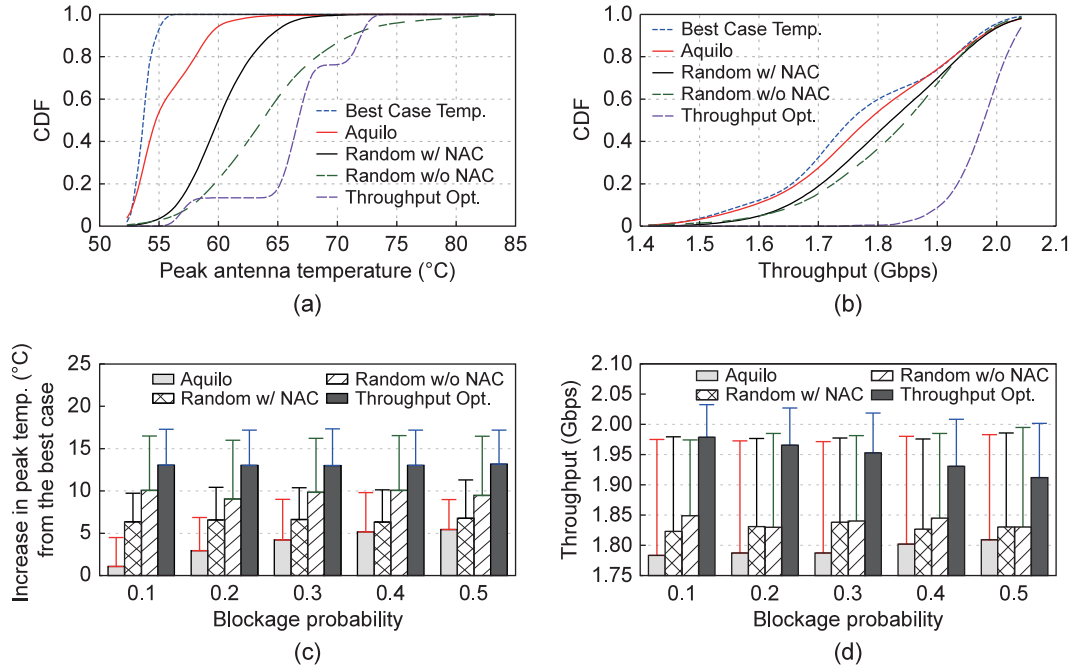 1.0
0.8
0.6
0.4
0.2
0
CDF
Best Case Temp.
Aquilo
Random w/ NAC
Random w/o NAC
Throughput Opt.
50 55 60 65 70 75 80 85
Peak antenna temperature (°C)
(a)
1.0
0.8
0.6
0.4
0.2
0
CDF
Best Case Temp.
Aquilo
Random w/ NAC
Random w/o NAC
Throughput Opt.
1.4 1.5 1.6 1.7 1.8 1.9 2.0 2.1
Throughput (Gbps)
(b)
Increase in peak temp. (°C)
from the best case
25
20
15
10
5
0
Aquilo Random w/o NAC
Random w/ NAC Throughput Opt.
0.1 0.2 0.3 0.4 0.5
Blockage probability
(c)
Throughput (Gbps)
2.10
2.05
2.00
1.95
1.90
1.85
1.80
1.75
Aquilo Random w/o NAC
Random w/ NAC Throughput Opt.
0.1 0.2 0.3 0.4 0.5
Blockage probability
(d)